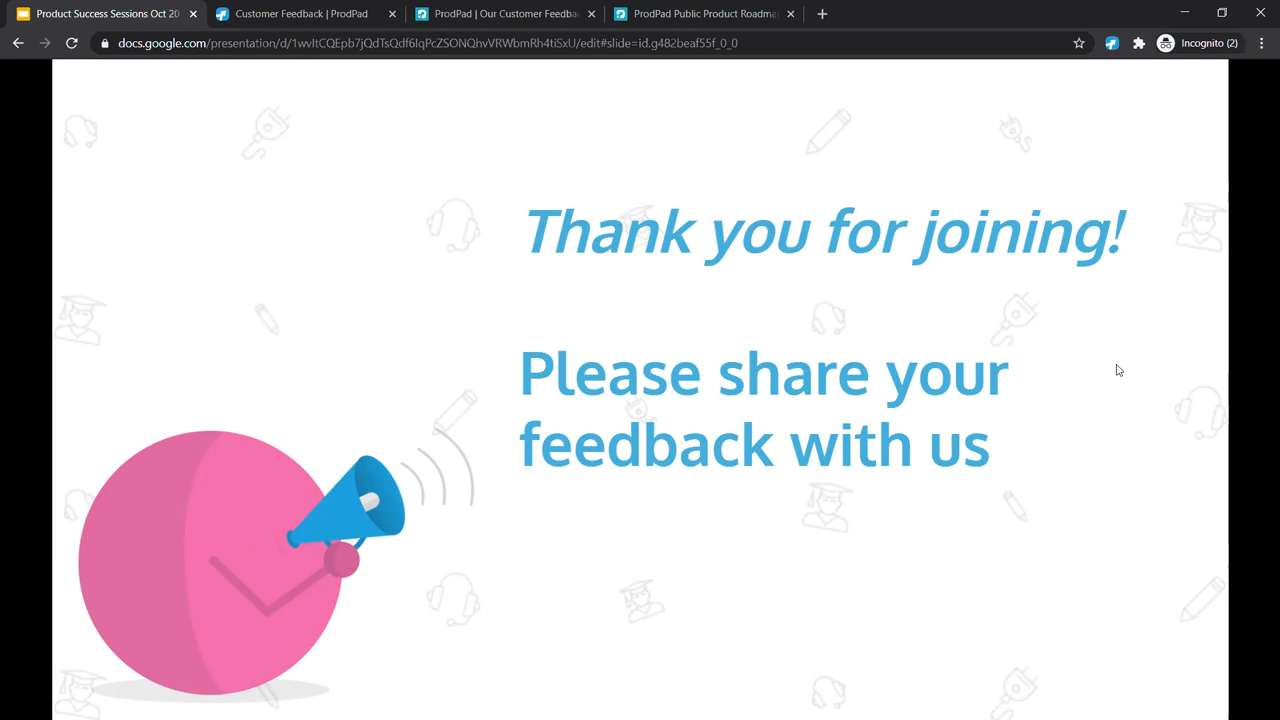 Product Success Sessions Oct 20
Customer Feedback | ProdPad
ProdPad | Our Customer Feedba
ProdPad Public Product Roadma
Incognito (2)
Thank you for joining!
Please share your
feedback with us